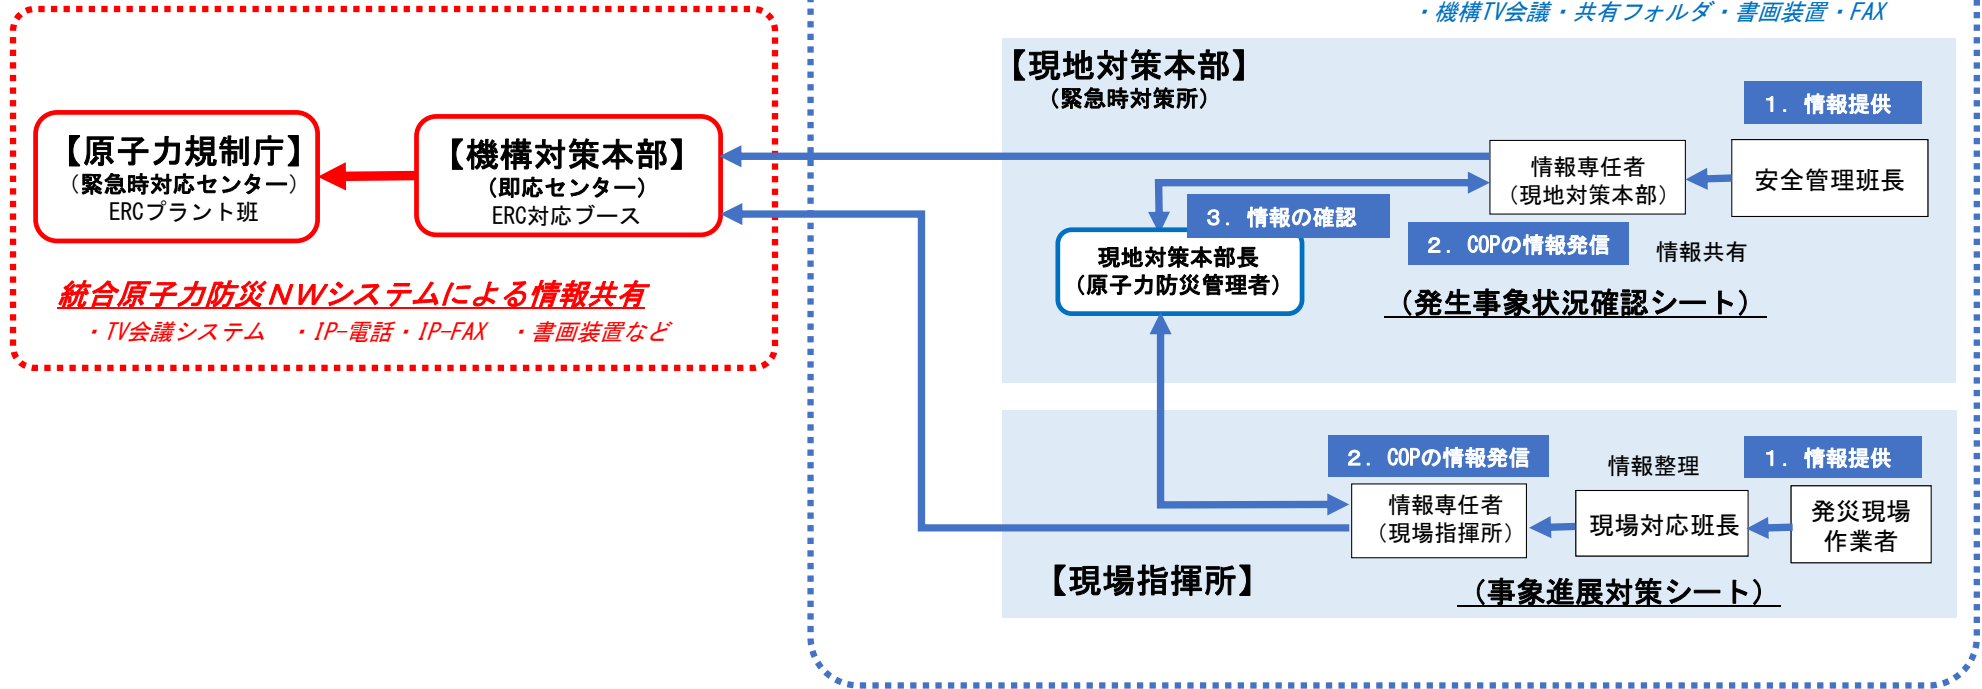 ・機構TV会議・共有フォルダ・書画装置・FAX
【原子力規制庁】
（緊急時対応センター）
ERCプラント班
【機構対策本部】
（即応センター）
ERC対応ブース
統合原子力防災ＮＷシステムによる情報共有
・TV会議システム　・IP-電話・IP-FAX　・書画装置など
【現地対策本部】
（緊急時対策所）
１．情報提供
情報専任者
（現地対策本部）
安全管理班長
３．情報の確認
２．COPの情報発信
情報共有
現地対策本部長
（原子力防災管理者）
（発生事象状況確認シート）
２．COPの情報発信
情報整理
１．情報提供
情報専任者
（現場指揮所）
現場対応班長
発災現場
作業者
【現場指揮所】
（事象進展対策シート）